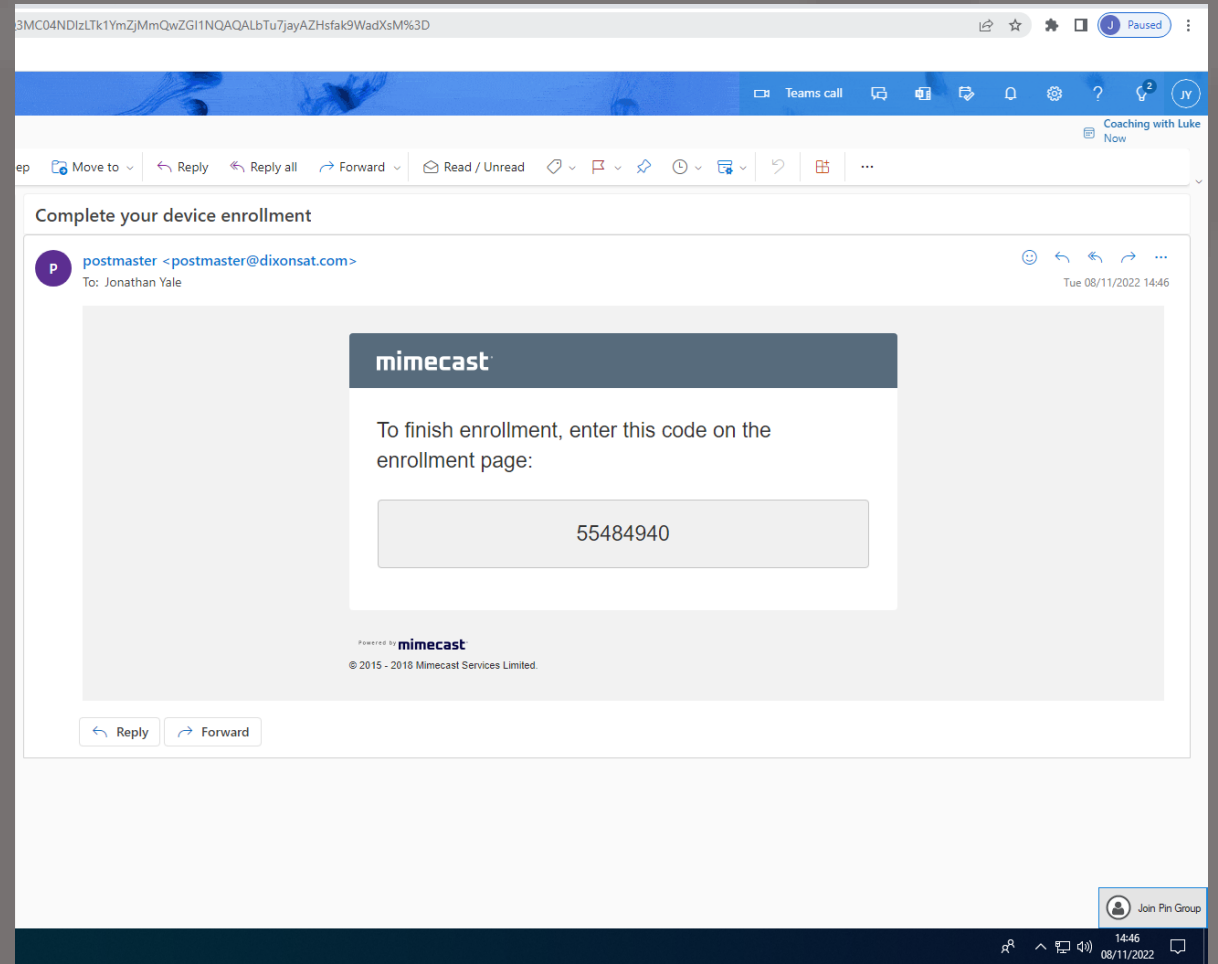 3MC04NDIzLTk1YmZjMmQwZGI1NQAQALbTu7jayAZHsfak9WadXsM%3D
J Paused
Teams call 2 JY
Coaching with Luke
Now
ep Move to Reply Reply all Forward Read / Unread
Complete your device enrollment
P postmaster <postmaster@dixonsat.com>
To: Jonathan Yale Tue 08/11/2022 14:46
mimecast
To finish enrollment, enter this code on the
enrollment page:
55484940
Powered by mimecast
© 2015 - 2018 Mimecast Services Limited.
Reply Forward
Join Pin Group
14:46
08/11/2022